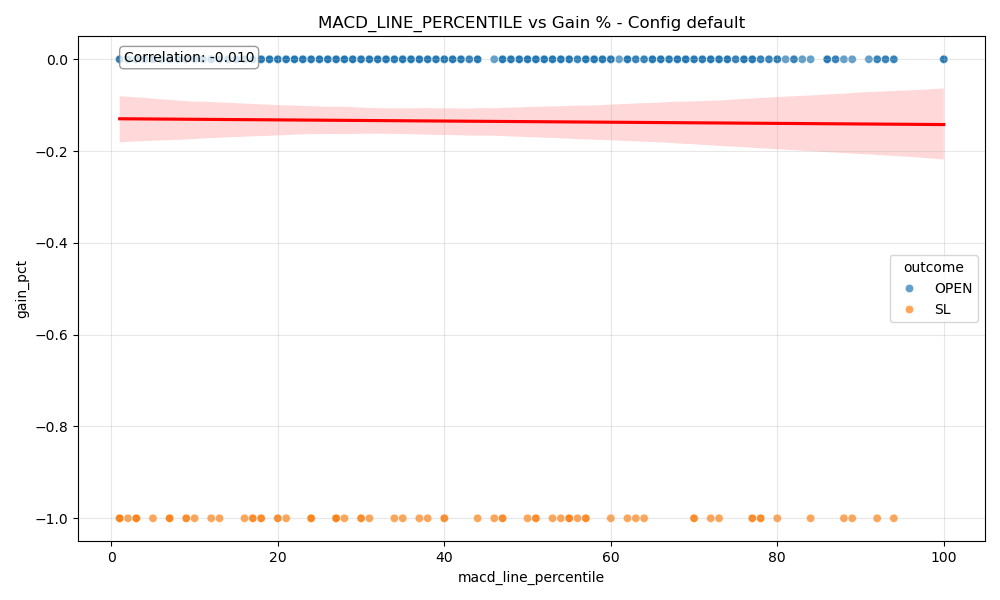 MACD_LINE_PERCENTILE vs Gain % - Config default
Correlation: -0.010
0.0
−0.2
−0.4
−0.6
−0.8
−1.0
gain_pct
outcome
OPEN
SL
0
20
40
60
80
100
macd_line_percentile